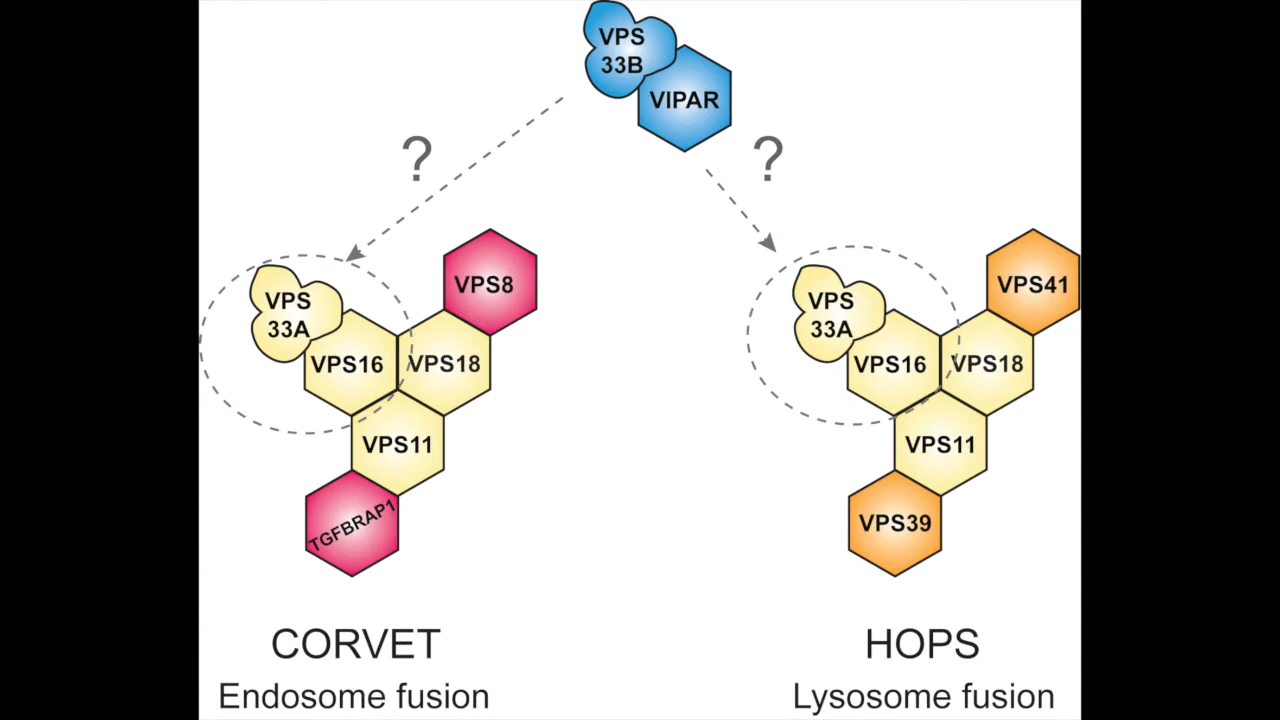 VPS
33B
VIPAR
?
?
VPS
33A
VPS16
VPS18
VPS8
VPS11
TGFBRAP1
CORVET
Endosome fusion
VPS
33A
VPS16
VPS18
VPS41
VPS11
VPS39
HOPS
Lysosome fusion